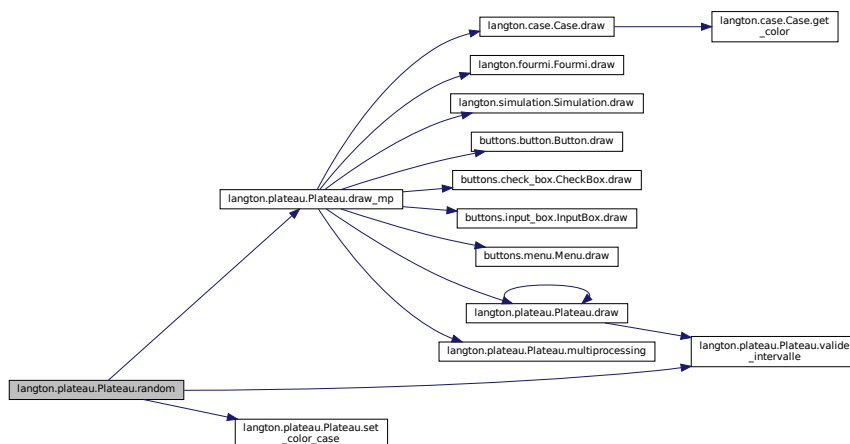 langton.case.Case.draw
langton.case.Case.get
_color
langton.fourmi.Fourmi.draw
langton.simulation.Simulation.draw
buttons.button.Button.draw
buttons.check_box.CheckBox.draw
langton.plateau.Plateau.draw_mp
buttons.input_box.InputBox.draw
buttons.menu.Menu.draw
langton.plateau.Plateau.draw
langton.plateau.Plateau.multiprocessing
langton.plateau.Plateau.valide
_intervalle
langton.plateau.Plateau.random
langton.plateau.Plateau.set
_color_case